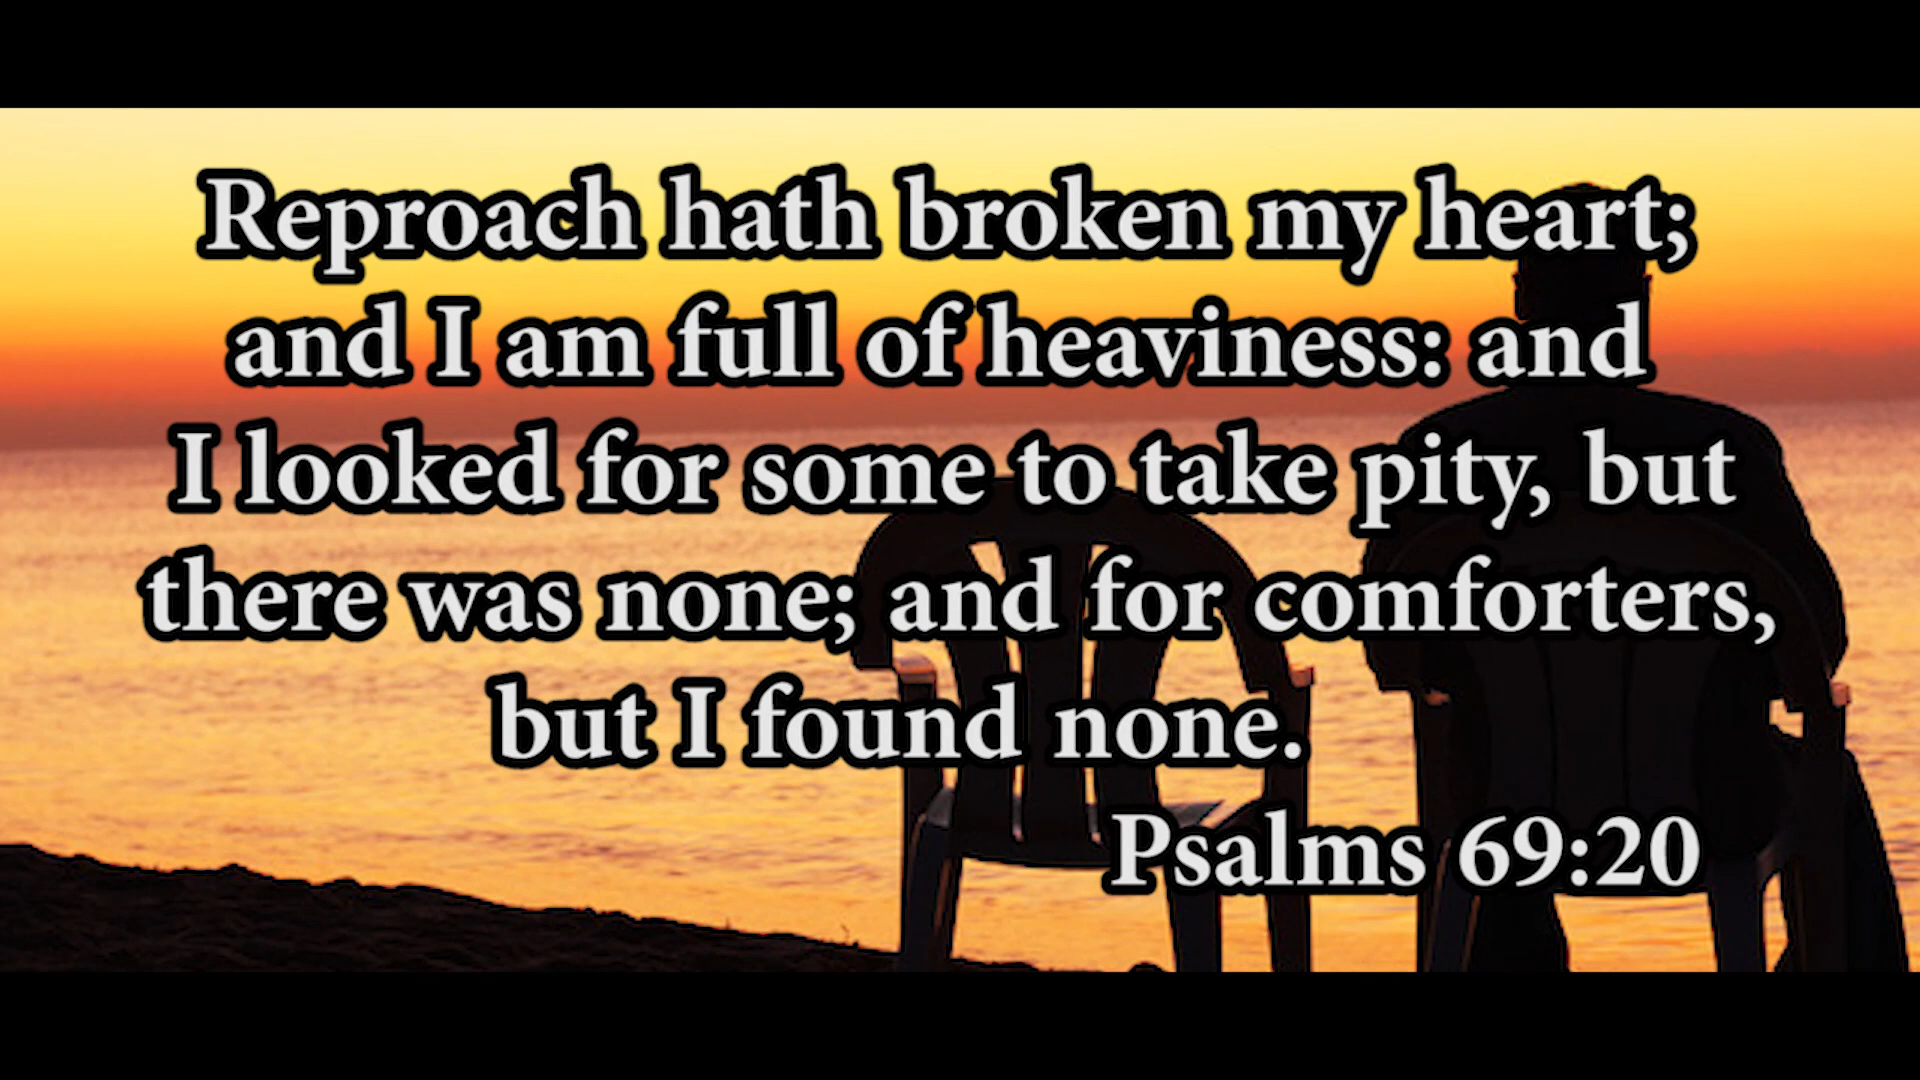 Reproach hath broken my heart;
and I am full of heaviness: and
I looked for some to take pity, but
there was none; and for comforters,
but I found none.
Psalms 69:20